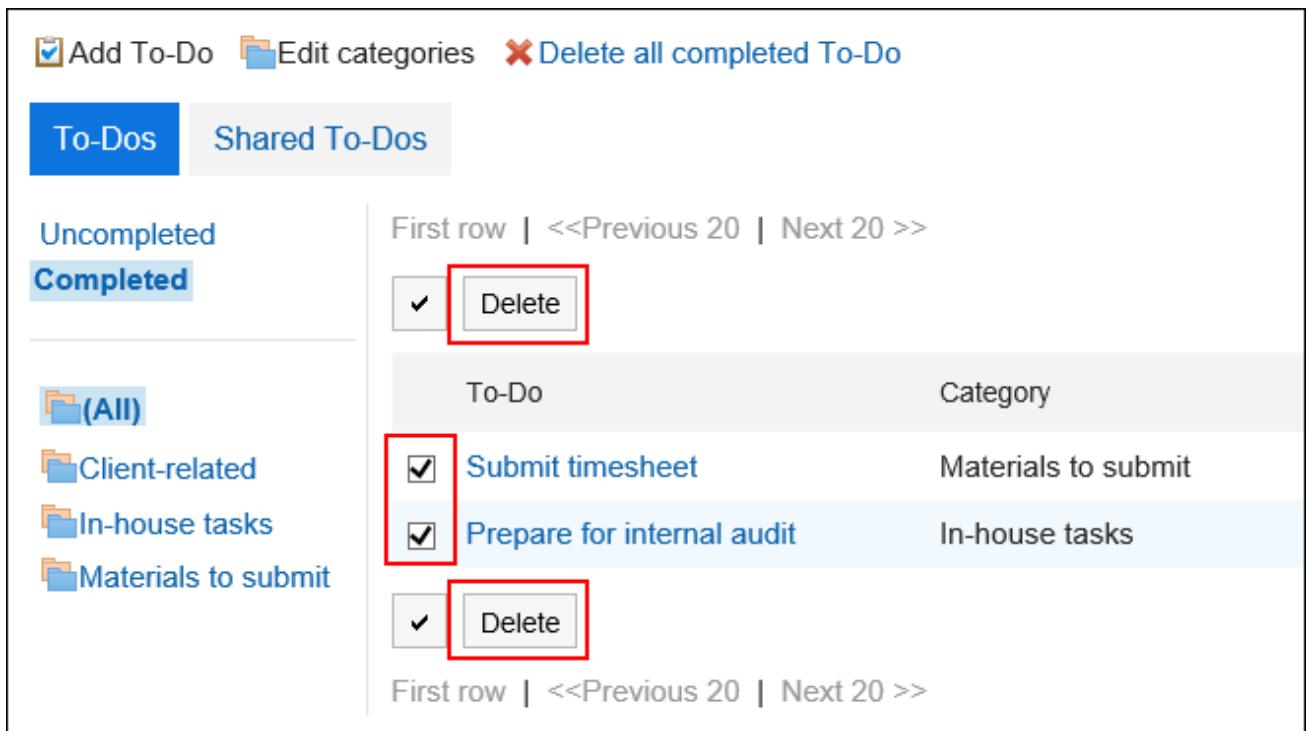 Add To-Do Edit categories Delete all completed To-Do
To-Dos Shared To-Dos
Uncompleted
Completed
(All)
Client-related
In-house tasks
Materials to submit
First row | <<Previous 20 | Next 20 >>
Delete
To-Do Category
Submit timesheet Materials to submit
Prepare for internal audit In-house tasks
Delete
First row | <<Previous 20 | Next 20 >>